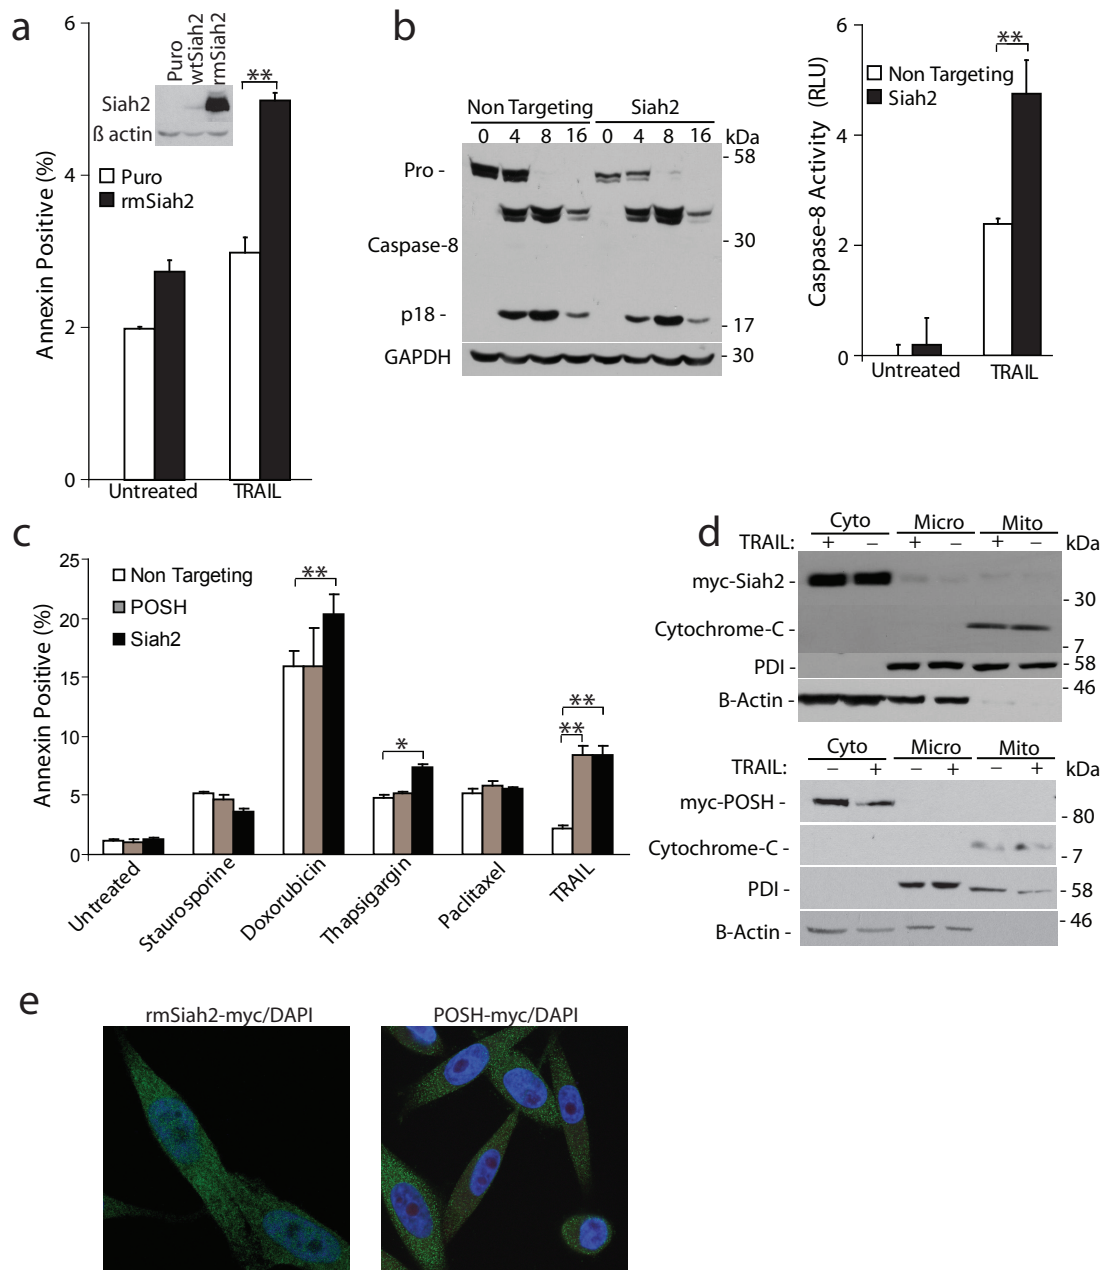 a
6
4
2
0
Annexin Positive (%)
Puro
wtSiah2
rmSiah2
Siah2
ß actin
**
Puro
rmSiah2
Untreated
TRAIL
b
Non Targeting Siah2
0 4 8 16 0 4 8 16 kDa
Pro -
- 58
Caspase-8
- 30
p18 -
- 17
GAPDH
- 30
6
4
2
0
Caspase-8 Activity (RLU)
**
Non Targeting
Siah2
Untreated
TRAIL
c
25
20
15
10
5
0
Annexin Positive (%)
Non Targeting
POSH
Siah2
**
*
**
**
Untreated
Staurosporine
Doxorubicin
Thapsigargin
Paclitaxel
TRAIL
d
Cyto Micro Mito
TRAIL: + – + – + – kDa
myc-Siah2 -
- 30
Cytochrome-C -
- 7
PDI -
- 58
- 46
B-Actin -
Cyto Micro Mito
TRAIL: – + – + – + kDa
myc-POSH -
- 80
Cytochrome-C -
- 7
PDI -
- 58
- 46
B-Actin -
e
rmSiah2-myc/DAPI
POSH-myc/DAPI